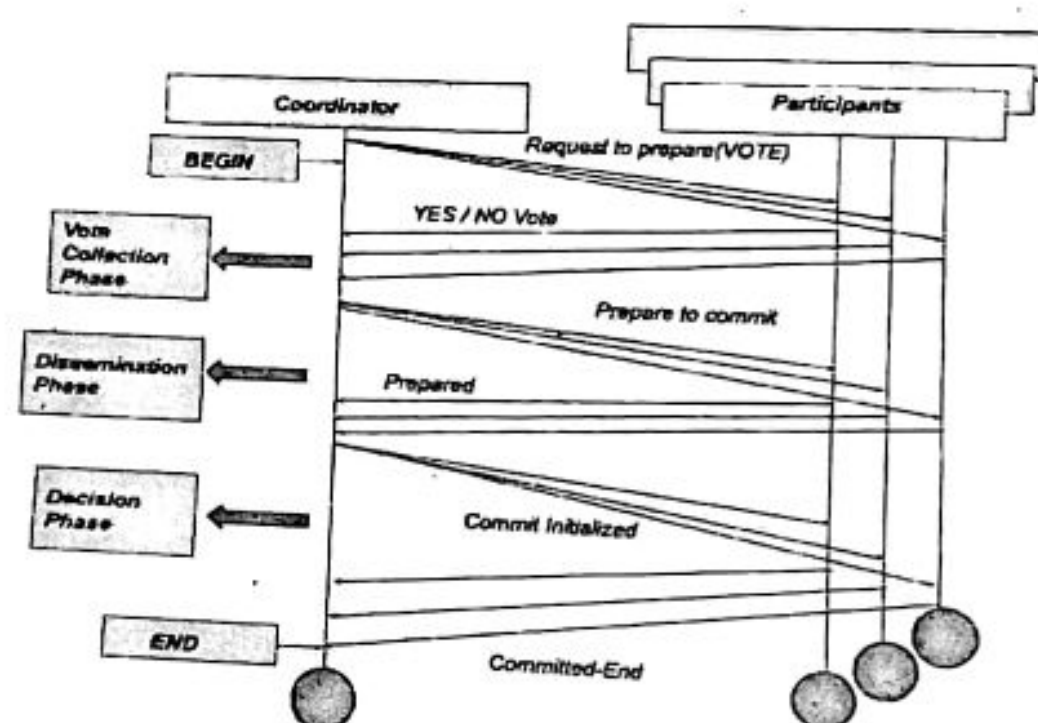 Coordinator
Participants
BEGIN
Request to prepare(VOTE)
YES / NO Vote
Vote
Collection
Phase
Prepare to commit
Dissemination
Phase
Prepared
Decision
Phase
Commit Initialized
END
Committed-End